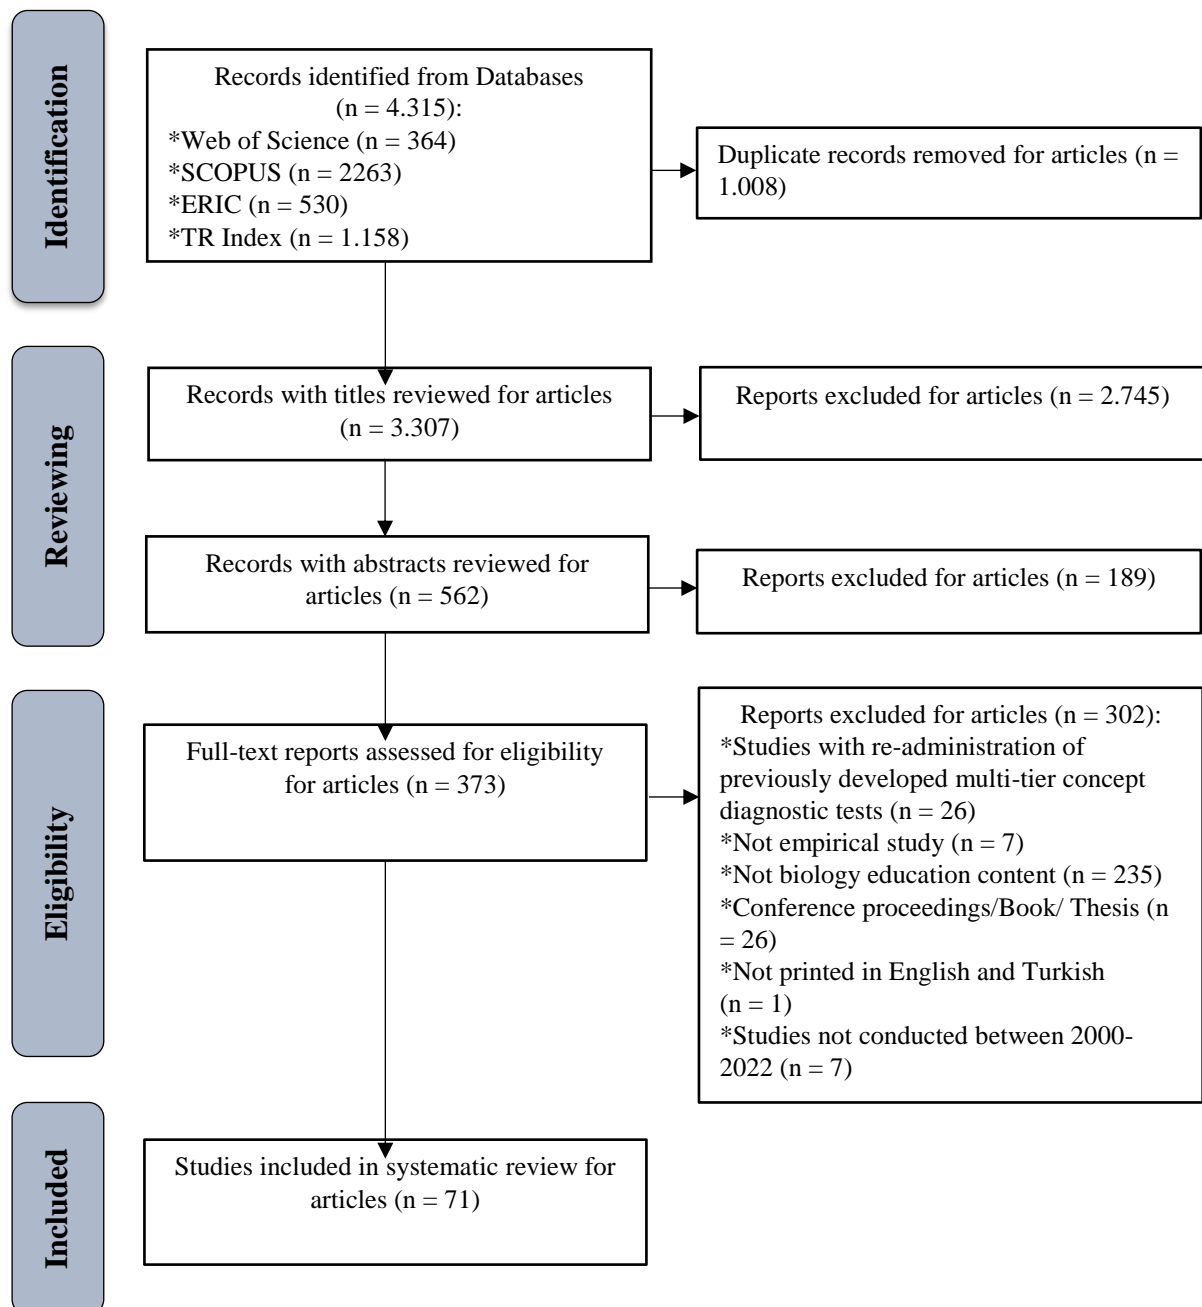 Identification
Records identified from Databases
(n = 4.315):
*Web of Science (n = 364)
*SCOPUS (n = 2263)
*ERIC (n = 530)
*TR Index (n = 1.158)
Duplicate records removed for articles (n =
1.008)
Reviewing
Records with titles reviewed for articles
(n = 3.307)
Reports excluded for articles (n = 2.745)
Records with abstracts reviewed for
articles (n = 562)
Reports excluded for articles (n = 189)
Eligibility
Full-text reports assessed for eligibility
for articles (n = 373)
Reports excluded for articles (n = 302):
*Studies with re-administration of
previously developed multi-tier concept
diagnostic tests (n = 26)
*Not empirical study (n = 7)
*Not biology education content (n = 235)
*Conference proceedings/Book/ Thesis (n
= 26)
*Not printed in English and Turkish
(n = 1)
*Studies not conducted between 2000-
2022 (n = 7)
Included
Studies included in systematic review for
articles (n = 71)